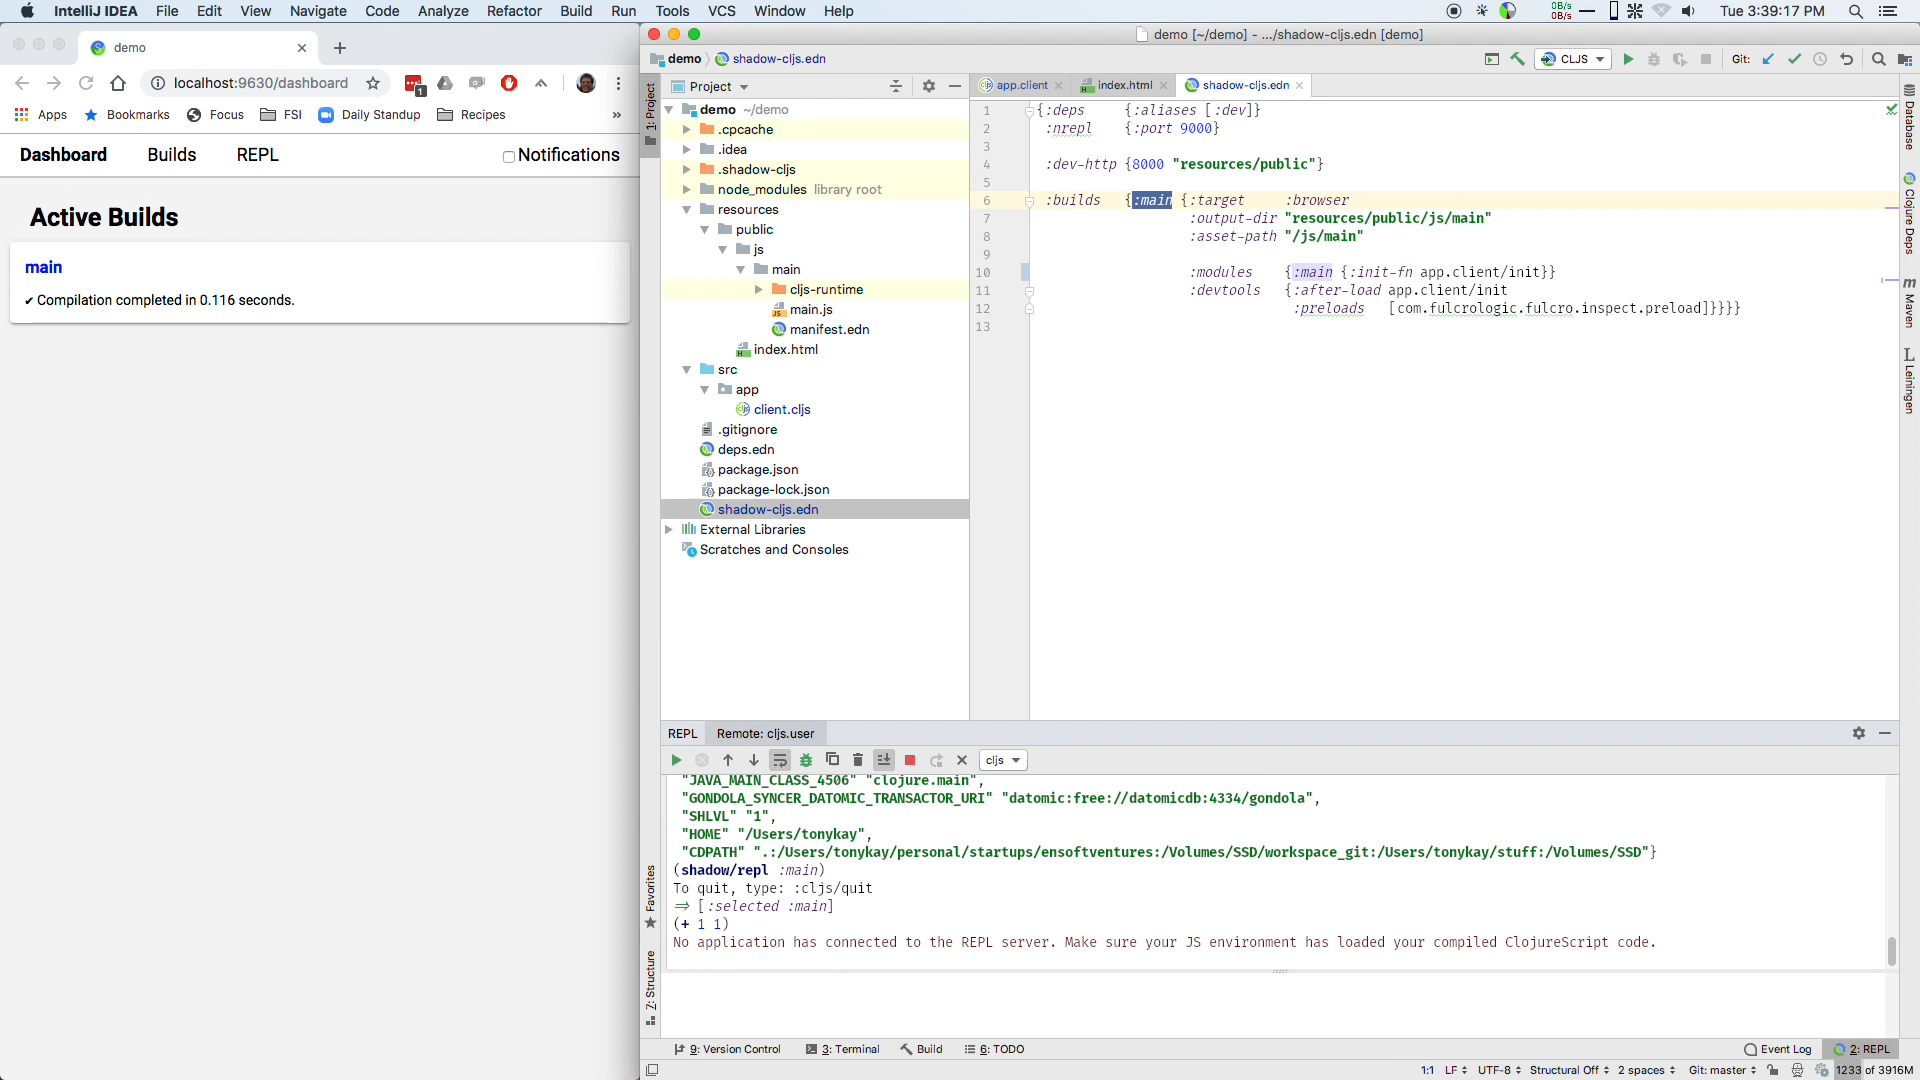 IntelliJ IDEA File Edit View Navigate Code Analyze Refactor Build Run Tools VCS Window Help
0B/s
0B/s
Tue 3:39:17 PM
demo
localhost:9630/dashboard
1
Apps Bookmarks Focus FSI Daily Standup Recipes »
Dashboard Builds REPL Notifications
Active Builds
main
✔ Compilation completed in 0.116 seconds.
demo [~/demo] - .../shadow-cljs.edn [demo]
demo shadow-cljs.edn
CLJS
Git:
1: Project
Project
demo ~/demo
.cpcache
.idea
.shadow-cljs
node_modules library root
resources
public
js
main
cljs-runtime
main.js
manifest.edn
index.html
src
app
client.cljs
.gitignore
deps.edn
package.json
package-lock.json
shadow-cljs.edn
External Libraries
Scratches and Consoles
app.client index.html shadow-cljs.edn
1 {:deps {:aliases [:dev]}
2 :nrepl {:port 9000}
3
4 :dev-http {8000 "resources/public"}
5
6 :builds {:main {:target :browser
7 :output-dir "resources/public/js/main"
8 :asset-path "/js/main"
9
10 :modules {:main {:init-fn app.client/init}}
11 :devtools {:after-load app.client/init
12 :preloads [com.fulcrologic.fulcro.inspect.preload]}}}}
13
Database
Clojure Deps
m Maven
L Leiningen
REPL Remote: cljs.user
cljs
"JAVA_MAIN_CLASS_4506" "clojure.main",
"GONDOLA_SYNCER_DATOMIC_TRANSACTOR_URI" "datomic:free://datomicdb:4334/gondola",
"SHLVL" "1",
"HOME" "/Users/tonykay",
"CDPATH" ".:/Users/tonykay/personal/startups/ensoftventures:/Volumes/SSD/workspace_git:/Users/tonykay/stuff:/Volumes/SSD"}
(shadow/repl :main)
To quit, type: :cljs/quit
=> [:selected :main]
(+ 1 1)
No application has connected to the REPL server. Make sure your JS environment has loaded your compiled ClojureScript code.
Favorites
Z: Structure
9: Version Control 3: Terminal Build 6: TODO Event Log 2: REPL
1:1 LF UTF-8 Structural Off 2 spaces Git: master 1233 of 3916M